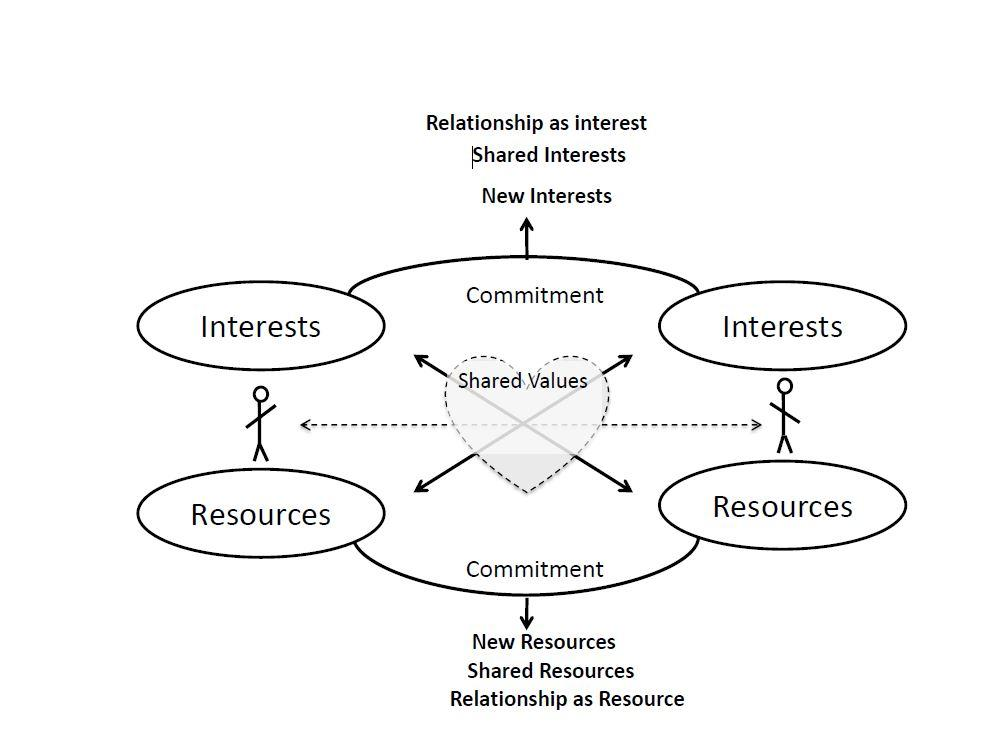 Relationship as interest
Shared Interests
New Interests
Commitment
Interests
Interests
Shared Values
Resources
Resources
Commitment
New Resources
Shared Resources
Relationship as Resource